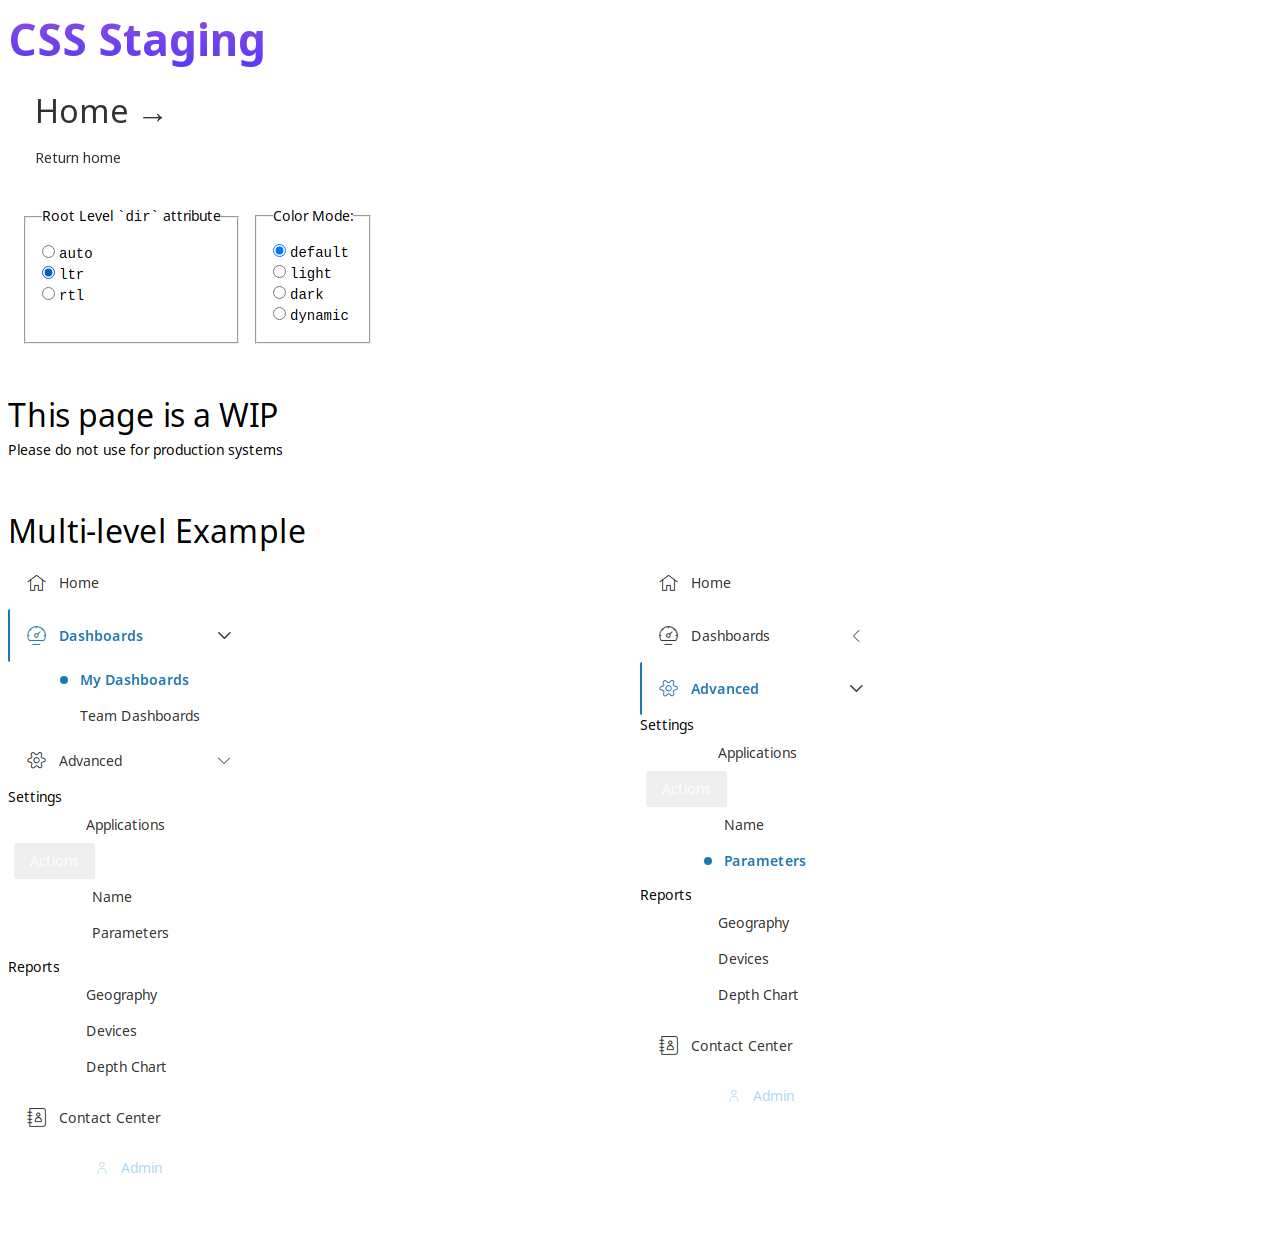 CSS Staging
Home →
Return home
Root Level `dir` attribute
auto
ltr
rtl
Color Mode:
default
light
dark
dynamic
This page is a WIP
Please do not use for production systems
Multi-level Example
Home
Dashboards
My Dashboards
Team Dashboards
Advanced
Settings
Applications
Actions
Name
Parameters
Reports
Geography
Devices
Depth Chart
Contact Center
Admin
Home
Dashboards
Advanced
Settings
Applications
Actions
Name
Parameters
Reports
Geography
Devices
Depth Chart
Contact Center
Admin